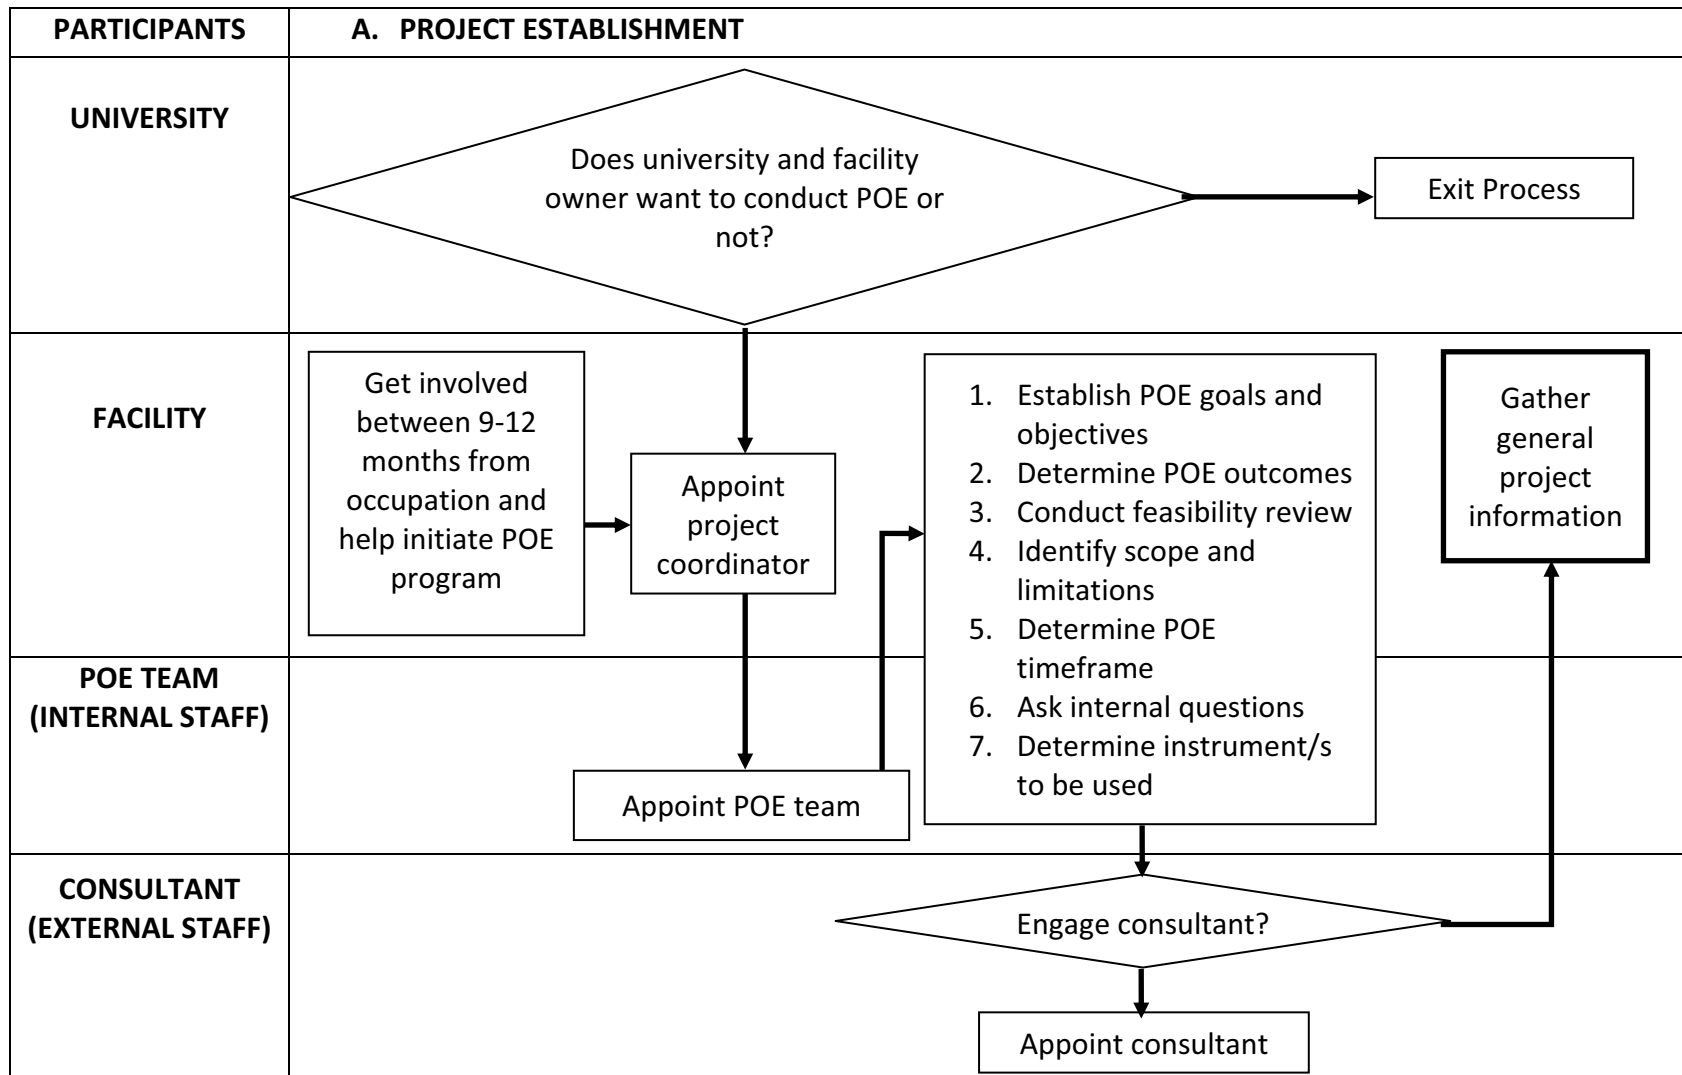 PARTICIPANTS
A. PROJECT ESTABLISHMENT
UNIVERSITY
Does university and facility
owner want to conduct POE or
not?
Exit Process
FACILITY
Get involved
between 9-12
months from
occupation and
help initiate POE
program
Appoint
project
coordinator
1. Establish POE goals and
objectives
2. Determine POE outcomes
3. Conduct feasibility review
4. Identify scope and
limitations
5. Determine POE
timeframe
6. Ask internal questions
7. Determine instrument/s
to be used
Gather
general
project
information
POE TEAM
(INTERNAL STAFF)
Appoint POE team
CONSULTANT
(EXTERNAL STAFF)
Engage consultant?
Appoint consultant